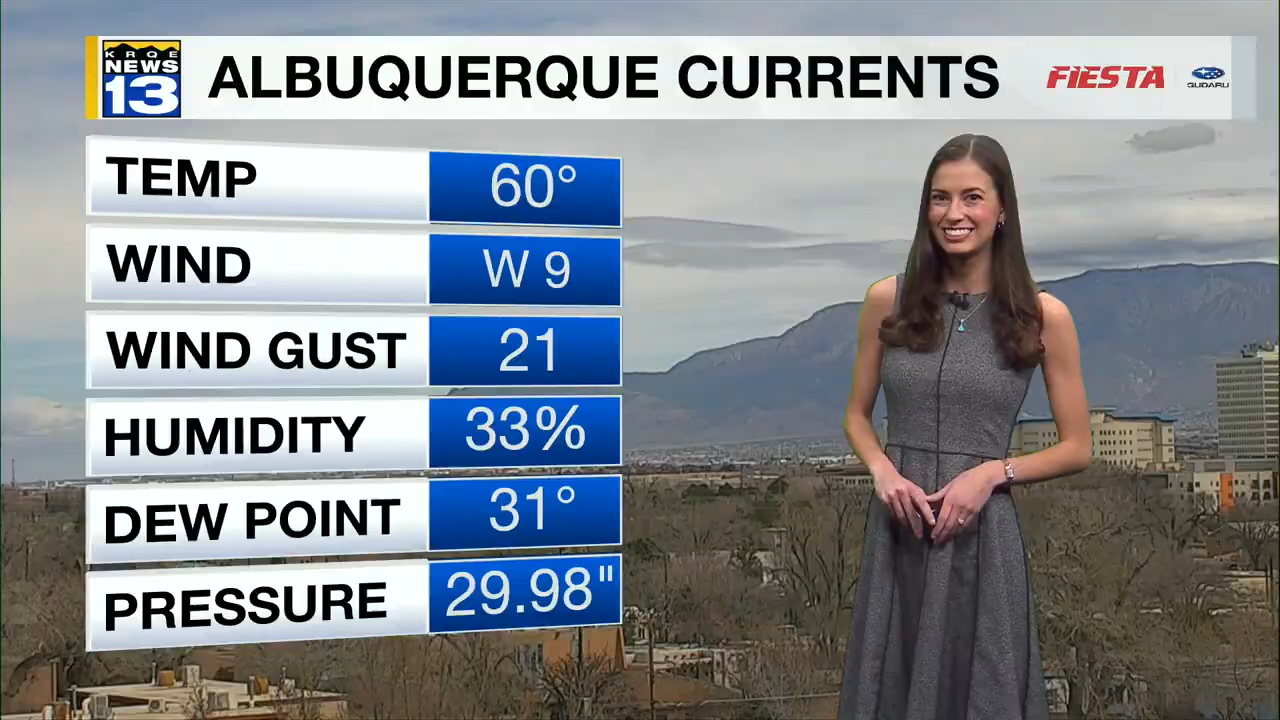 KRQE
NEWS
13
ALBUQUERQUE CURRENTS
FIESTA
SUBARU
TEMP 60°
WIND W 9
WIND GUST 21
HUMIDITY 33%
DEW POINT 31°
PRESSURE 29.98"